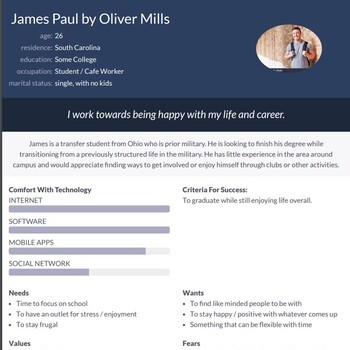 James Paul by Oliver Mills
age: 26
residence: South Carolina
education: Some College
occupation: Student / Cafe Worker
marital status: single, with no kids
I work towards being happy with my life and career.
James is a transfer student from Ohio who is prior military. He is looking to finish his degree while
transitioning from a previously structured life in the military. He has little experience in the area around
campus and would appreciate finding ways to get involved or enjoy himself through clubs or other activities.
Comfort With Technology
INTERNET
SOFTWARE
MOBILE APPS
SOCIAL NETWORK
Criteria For Success:
To graduate while still enjoying life overall.
Needs
• Time to focus on school
• To have an outlet for stress / enjoyment
• To stay frugal
Wants
• To find like minded people to be with
• To stay happy / positive with whatever comes up
• Something that can be flexible with time
Values
Fears